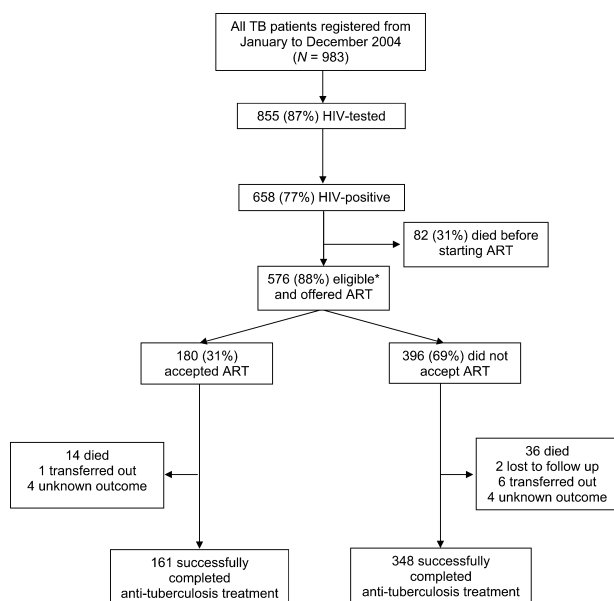 All TB patients registered from
January to December 2004
(N = 983)
855 (87%) HIV-tested
658 (77%) HIV-positive
82 (31%) died before
starting ART
576 (88%) eligible*
and offered ART
180 (31%)
accepted ART
396 (69%) did not
accept ART
14 died
1 transferred out
4 unknown outcome
36 died
2 lost to follow up
6 transferred out
4 unknown outcome
161 successfully
completed
anti-tuberculosis treatment
348 successfully
completed
anti-tuberculosis treatment